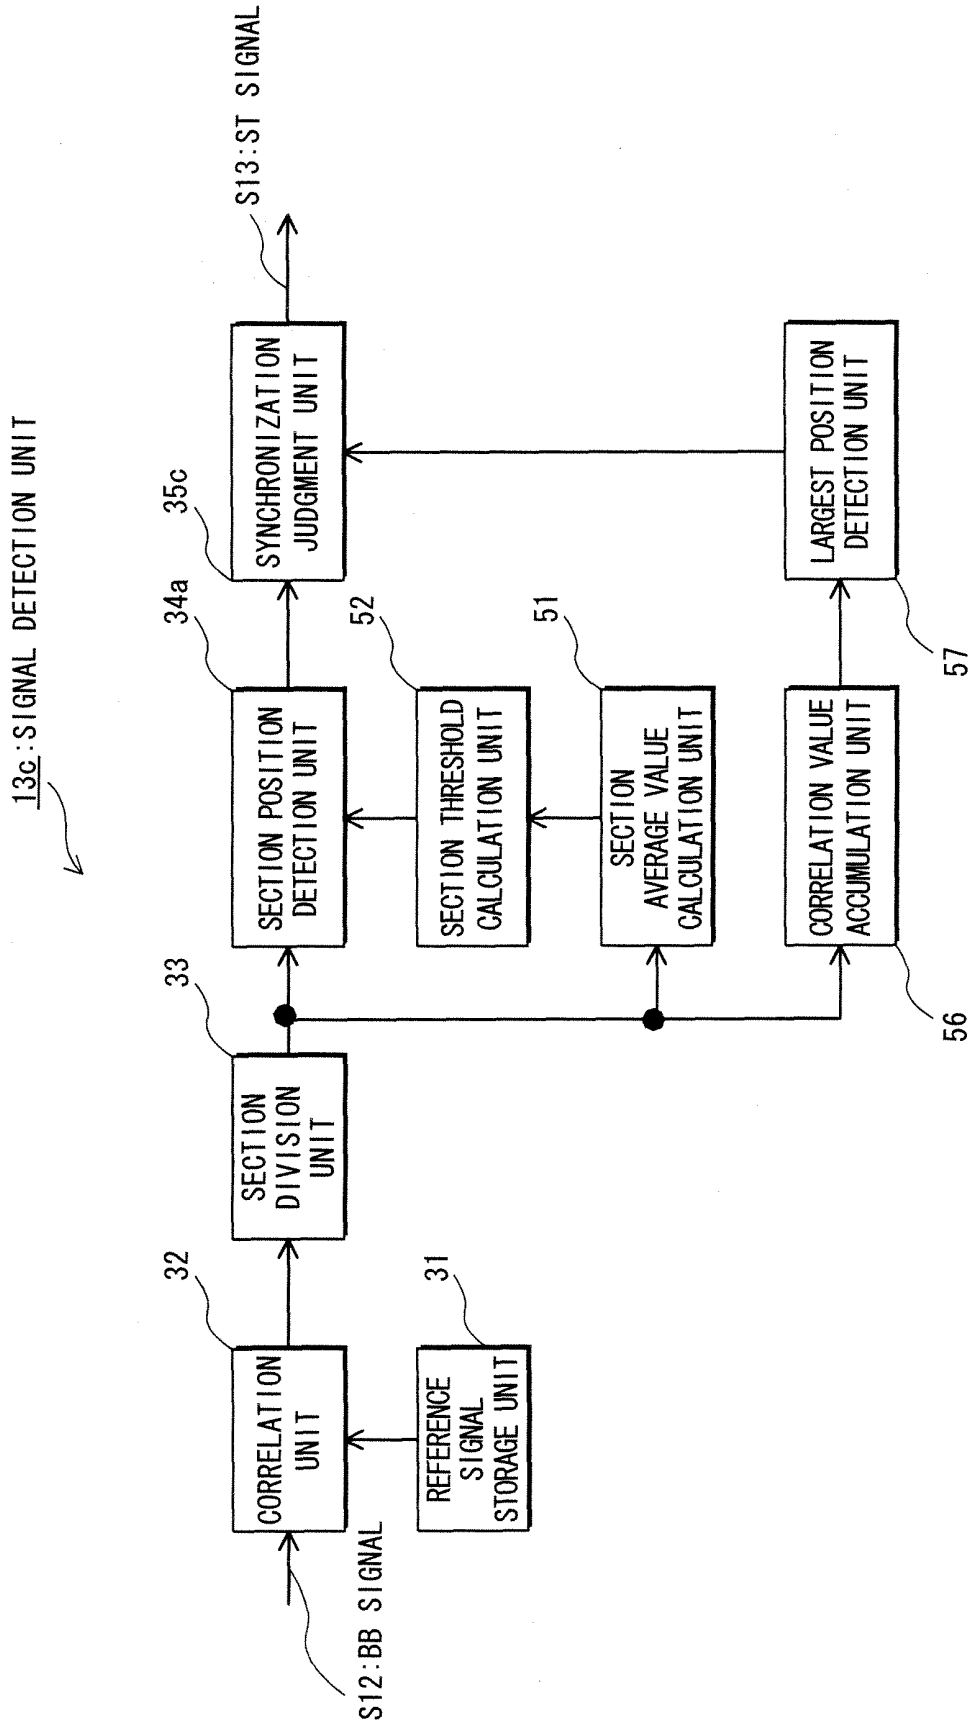 13c:SIGNAL DETECTION UNIT
S12:BB SIGNAL
32
CORRELATION
UNIT
31
REFERENCE
SIGNAL
STORAGE UNIT
33
SECTION
DIVISION
UNIT
34a
SECTION POSITION
DETECTION UNIT
52
SECTION THRESHOLD
CALCULATION UNIT
51
SECTION
AVERAGE VALUE
CALCULATION UNIT
56
CORRELATION VALUE
ACCUMULATION UNIT
35c
SYNCHRONIZATION
JUDGMENT UNIT
57
LARGEST POSITION
DETECTION UNIT
S13:ST SIGNAL